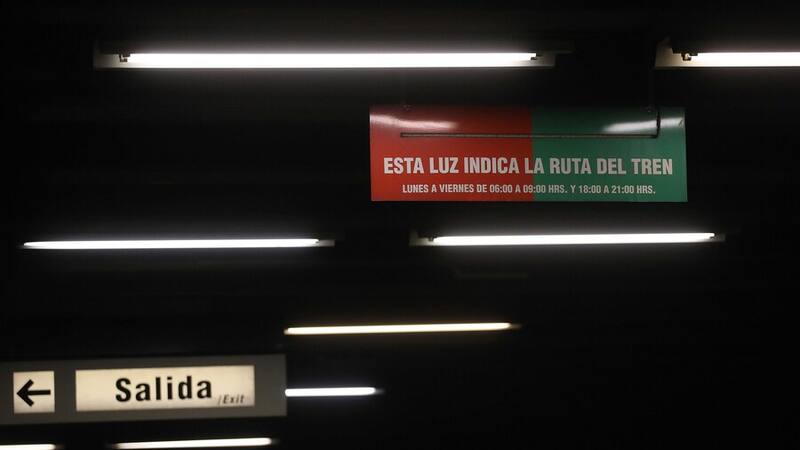 ESTA LUZ INDICA LA RUTA DEL TREN
LUNES A VIERNES DE 06:00 A 09:00 HRS. Y 18:00 A 21:00 HRS.
Salida /Exit